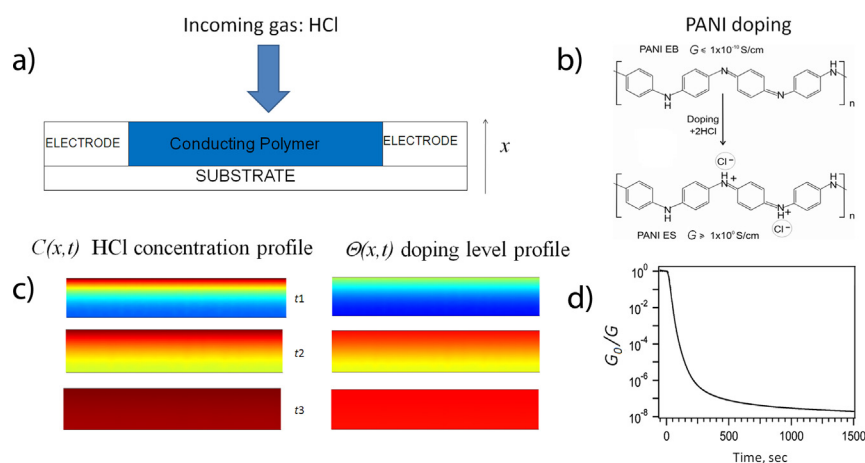 Incoming gas: HCl
a)
ELECTRODE
Conducting Polymer
ELECTRODE
SUBSTRATE
x
PANI doping
b)
PANI EB G ⩽ 1x10⁻¹⁰ S/cm
N
N
N
H
N
H
n
Doping
+2HCl
Cl⁻
H
N
+
N
H
N
H
N
H
+
n
Cl⁻
PANI ES G ⩾ 1x10⁰ S/cm
C(x,t) HCl concentration profile
Θ(x,t) doping level profile
c)
t1
t2
t3
d)
10⁰
10⁻²
10⁻⁴
10⁻⁶
10⁻⁸
G₀/G
0
500
1000
1500
Time, sec